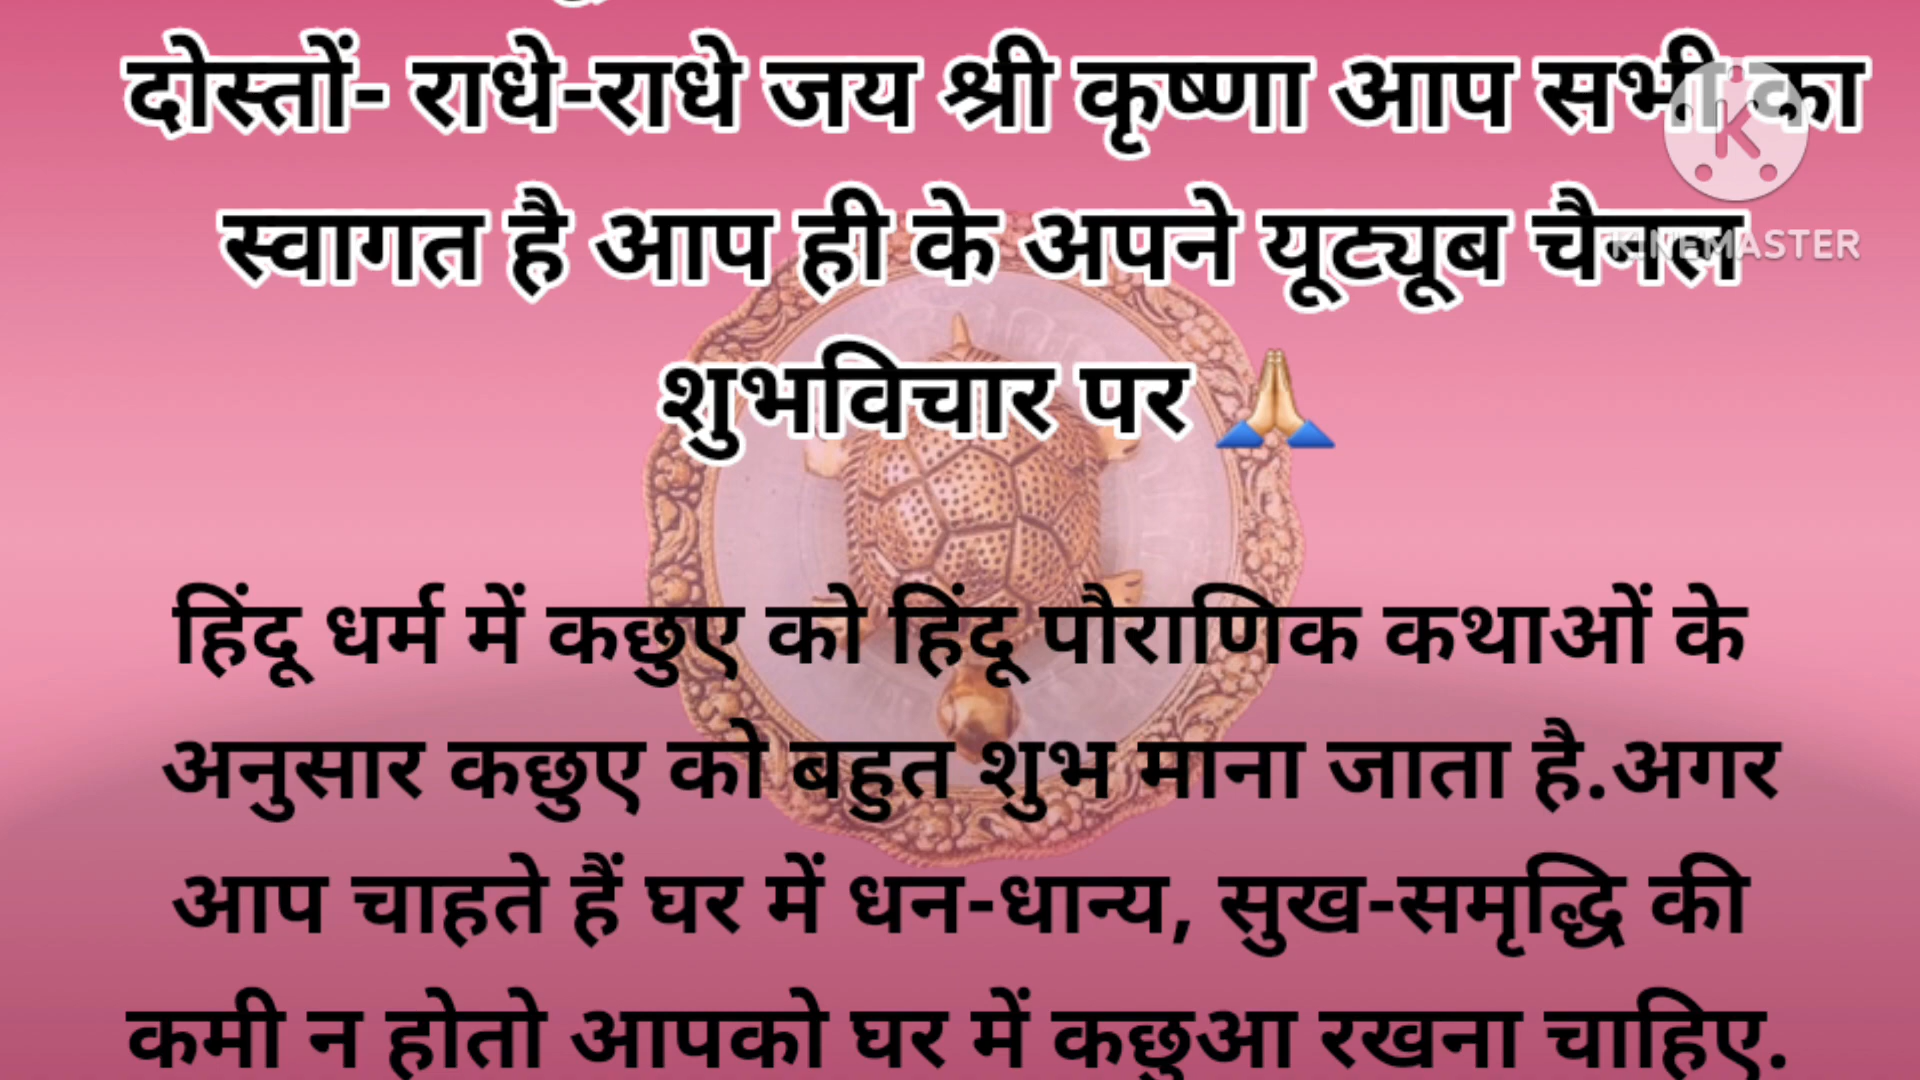 दोस्तों- राधे-राधे जय श्री कृष्णा आप सभी का
स्वागत है आप ही के अपने यूट्यूब चैनल
KINEMASTER
शुभविचार पर 🙏
हिंदू धर्म में कछुए को हिंदू पौराणिक कथाओं के
अनुसार कछुए को बहुत शुभ माना जाता है.अगर
आप चाहते हैं घर में धन-धान्य, सुख-समृद्धि की
कमी न होतो आपको घर में कछुआ रखना चाहिए.